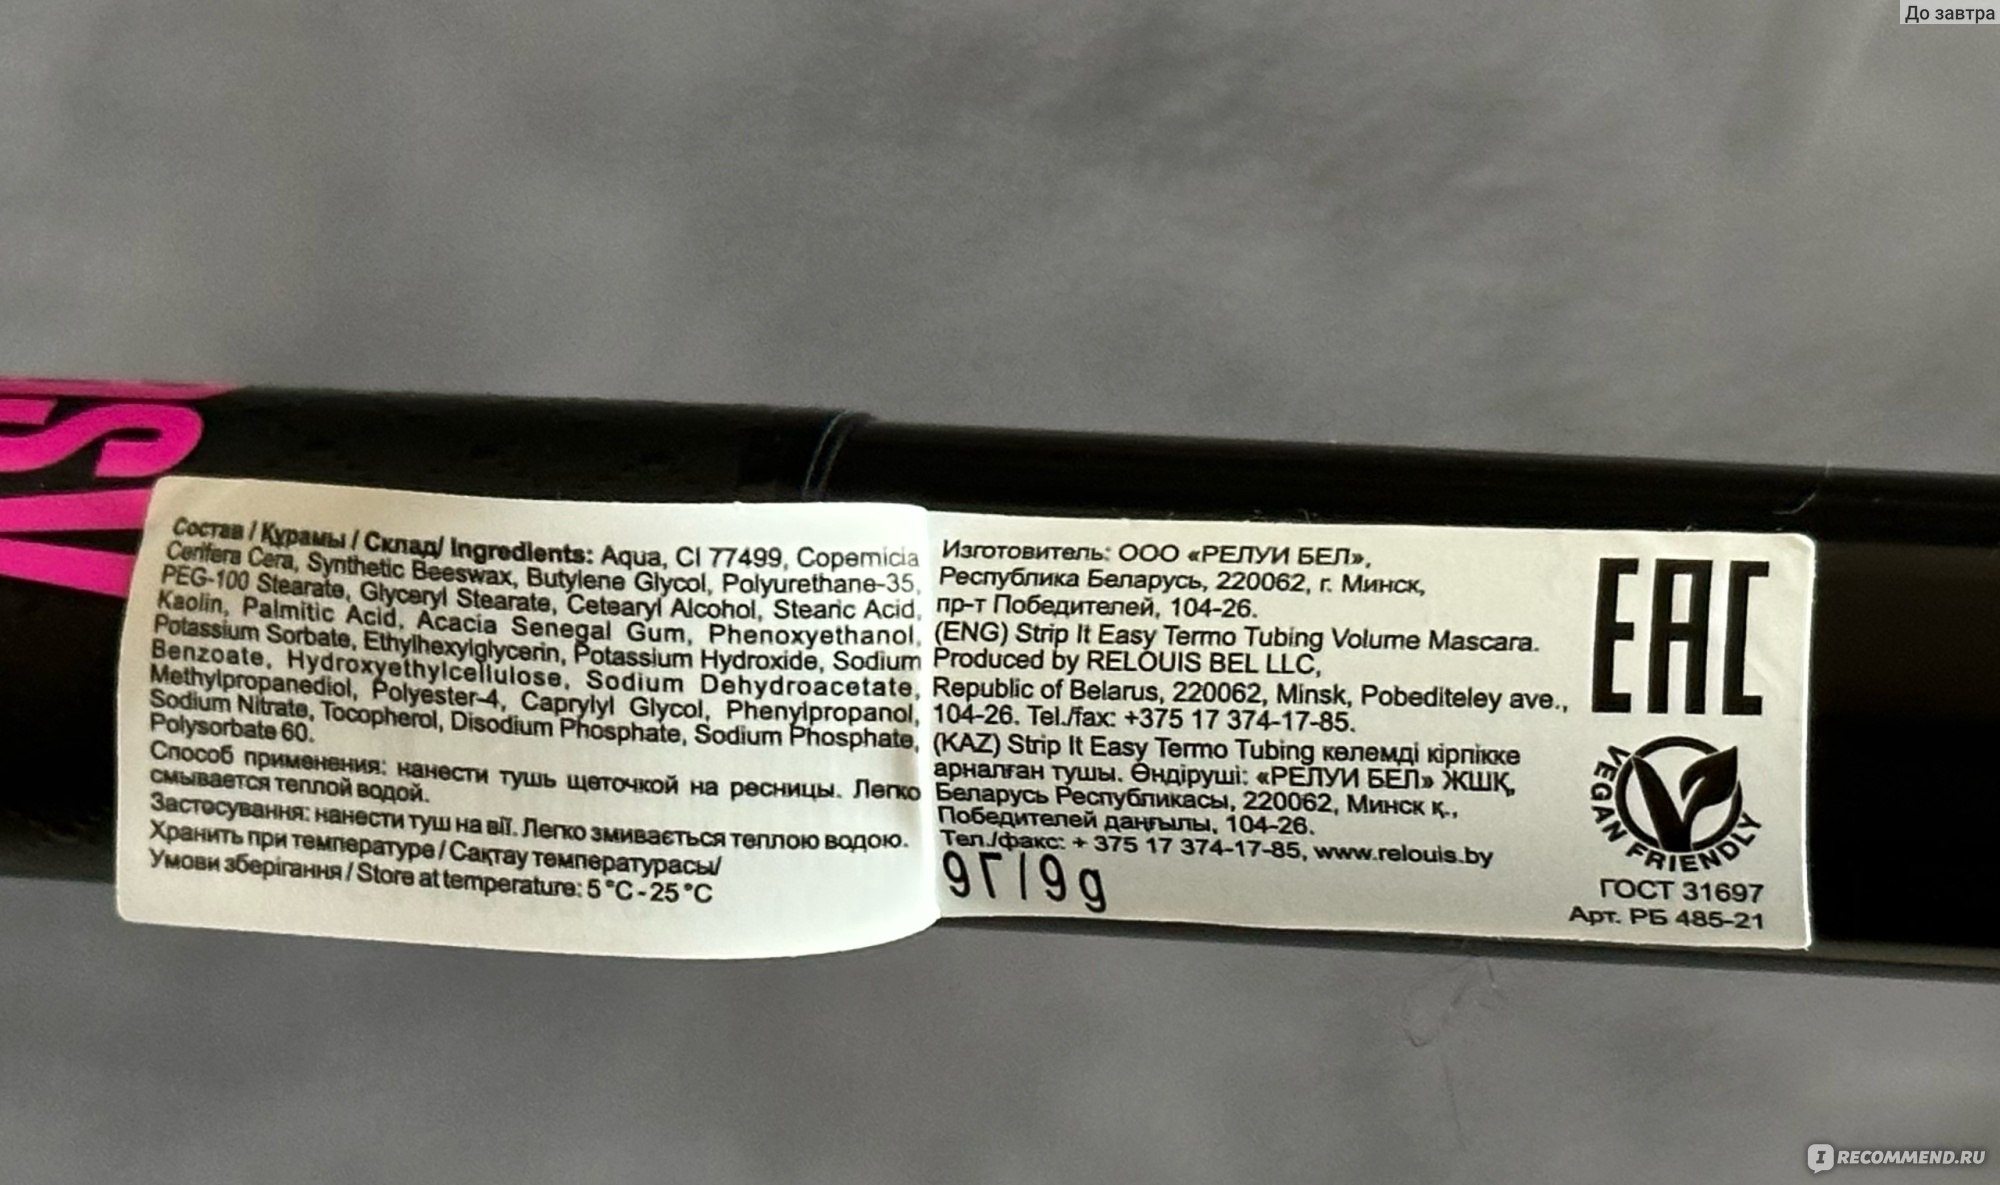 До завтра
Состав / Құрамы / Склад/ Ingredients: Aqua, CI 77499, Copernicia
Cerifera Cera, Synthetic Beeswax, Butylene Glycol, Polyurethane-35,
PEG-100 Stearate, Glyceryl Stearate, Cetearyl Alcohol, Stearic Acid,
Kaolin, Palmitic Acid, Acacia Senegal Gum, Phenoxyethanol,
Potassium Sorbate, Ethylhexylglycerin, Potassium Hydroxide, Sodium
Benzoate, Hydroxyethylcellulose, Sodium Dehydroacetate,
Methylpropanediol, Polyester-4, Caprylyl Glycol, Phenylpropanol,
Sodium Nitrate, Tocopherol, Disodium Phosphate, Sodium Phosphate,
Polysorbate 60.
Способ применения: нанести тушь щеточкой на ресницы. Легко
смывается теплой водой.
Застосування: нанести туш на вії. Легко змивається теплою водою.
Хранить при температуре / Сақтау температурасы/
Умови зберігання / Store at temperature: 5 °C - 25 °C
Изготовитель: ООО «РЕЛУИ БЕЛ»,
Республика Беларусь, 220062, г. Минск,
пр-т Победителей, 104-26.
(ENG) Strip It Easy Termo Tubing Volume Mascara.
Produced by RELOUIS BEL LLC,
Republic of Belarus, 220062, Minsk, Pobediteley ave.,
104-26. Tel./fax: +375 17 374-17-85.
(KAZ) Strip It Easy Termo Tubing көлемді кірпікке
арналған тушы. Өндіруші: «РЕЛУИ БЕЛ» ЖШҚ,
Беларусь Республикасы, 220062, Минск қ.,
Победителей даңғылы, 104-26.
Тел./факс: + 375 17 374-17-85, www.relouis.by
9Г/9g
EAC
VEGAN FRIENDLY
ГОСТ 31697
Арт. РБ 485-21
IRECOMMEND.RU